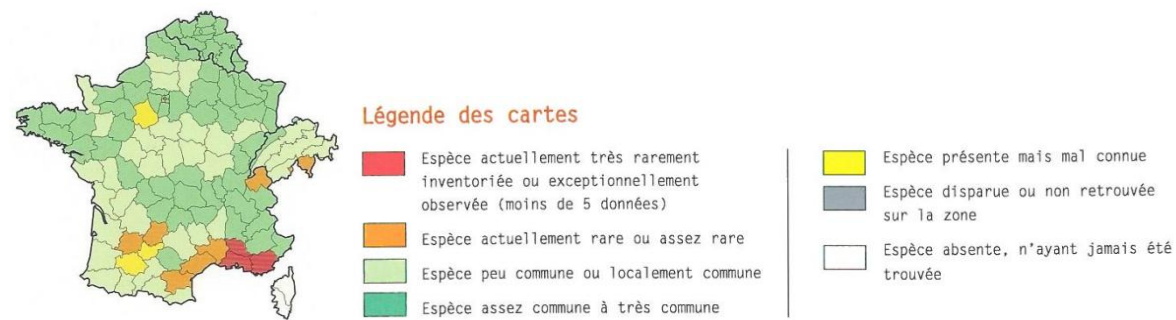 Légende des cartes
Espèce actuellement très rarement
inventoriée ou exceptionnellement
observée (moins de 5 données)
Espèce actuellement rare ou assez rare
Espèce peu commune ou localement commune
Espèce assez commune à très commune
Espèce présente mais mal connue
Espèce disparue ou non retrouvée
sur la zone
Espèce absente, n'ayant jamais été
trouvée